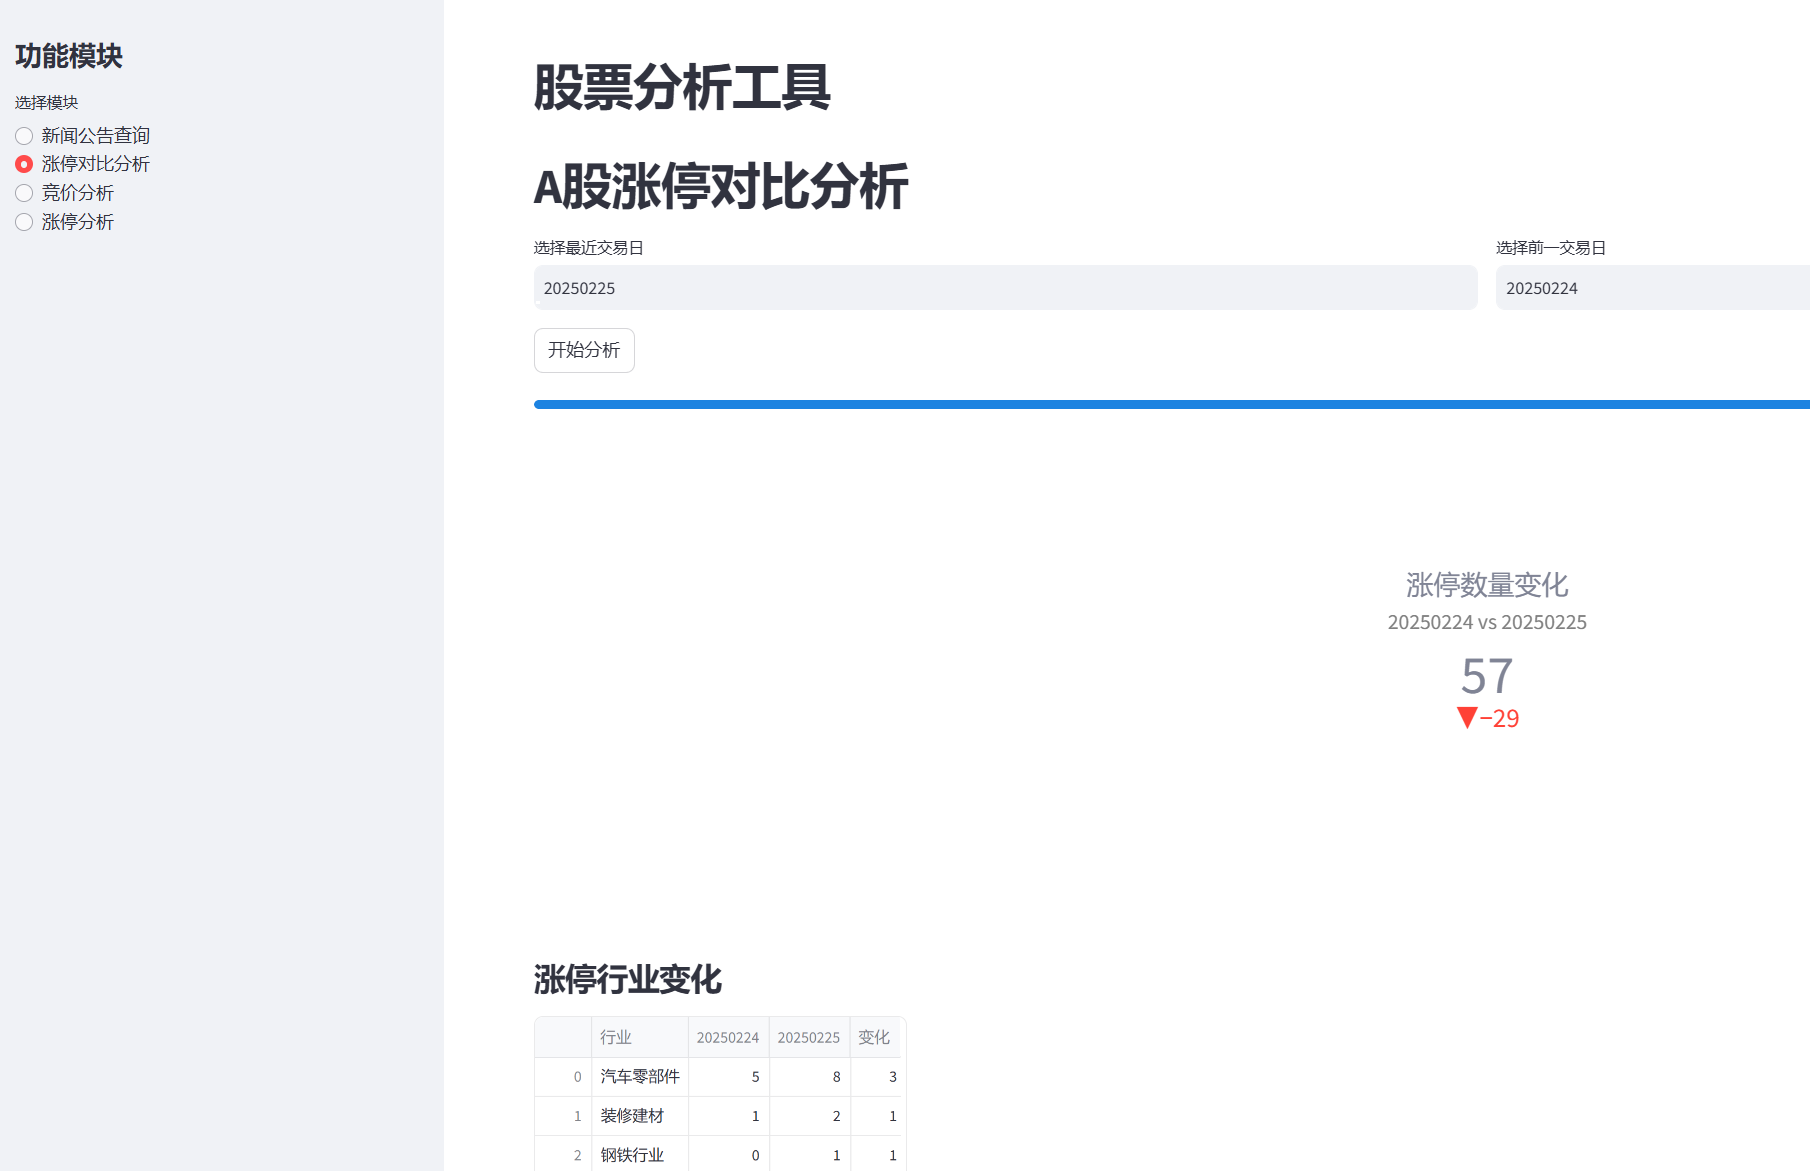 功能模块
选择模块
新闻公告查询
涨停对比分析
竞价分析
涨停分析
股票分析工具
A股涨停对比分析
选择最近交易日 选择前一交易日
20250225 20250224
开始分析
涨停数量变化
20250224 vs 20250225
57
▼−29
涨停行业变化
行业 20250224 20250225 变化
0 汽车零部件 5 8 3
1 装修建材 1 2 1
2 钢铁行业 0 1 1